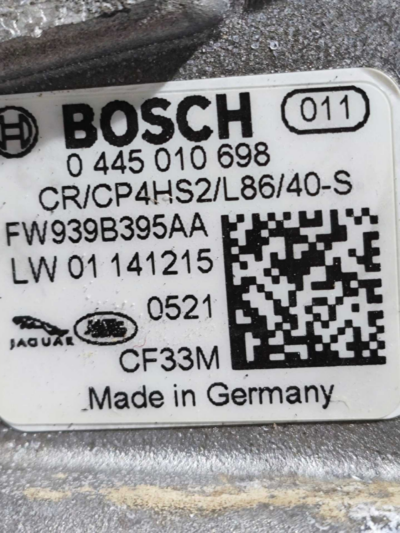 BOSCH 011
0 445 010 698
CR/CP4HS2/L86/40-S
FW939B395AA
LW 01 141215
0521
JAGUAR
CF33M
Made in Germany